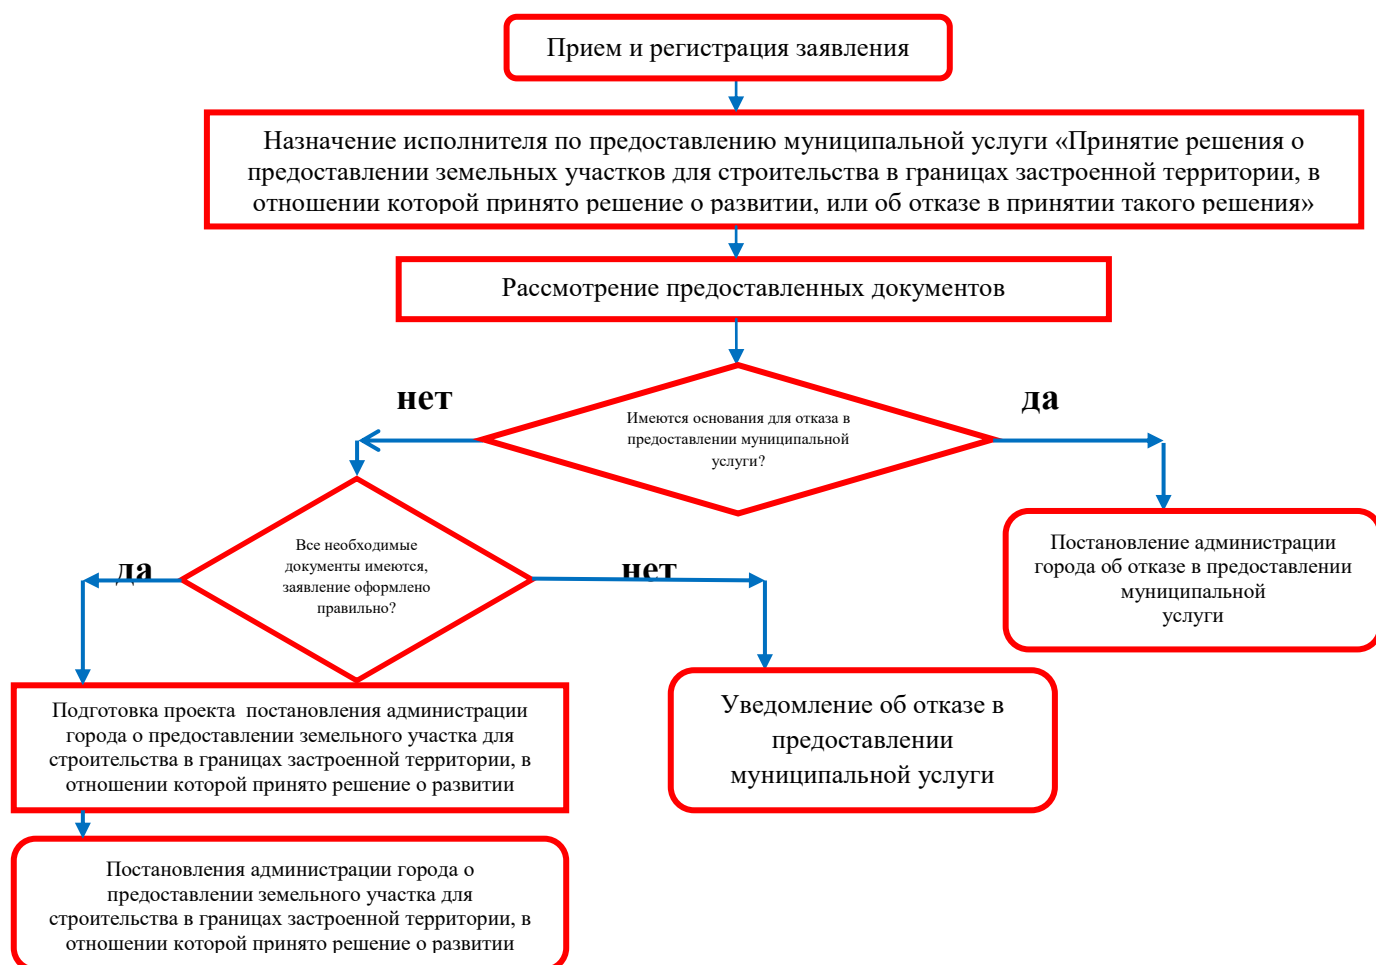 Прием и регистрация заявления
Назначение исполнителя по предоставлению муниципальной услуги «Принятие решения о
предоставлении земельных участков для строительства в границах застроенной территории, в
отношении которой принято решение о развитии, или об отказе в принятии такого решения»
Рассмотрение предоставленных документов
нет
да
Имеются основания для отказа в
предоставлении муниципальной
услуги?
Все необходимые
документы имеются,
заявление оформлено
правильно?
да
нет
Постановление администрации
города об отказе в предоставлении
муниципальной
услуги
Подготовка проекта постановления администрации
города о предоставлении земельного участка для
строительства в границах застроенной территории, в
отношении которой принято решение о развитии
Уведомление об отказе в
предоставлении
муниципальной услуги
Постановления администрации города о
предоставлении земельного участка для
строительства в границах застроенной территории, в
отношении которой принято решение о развитии